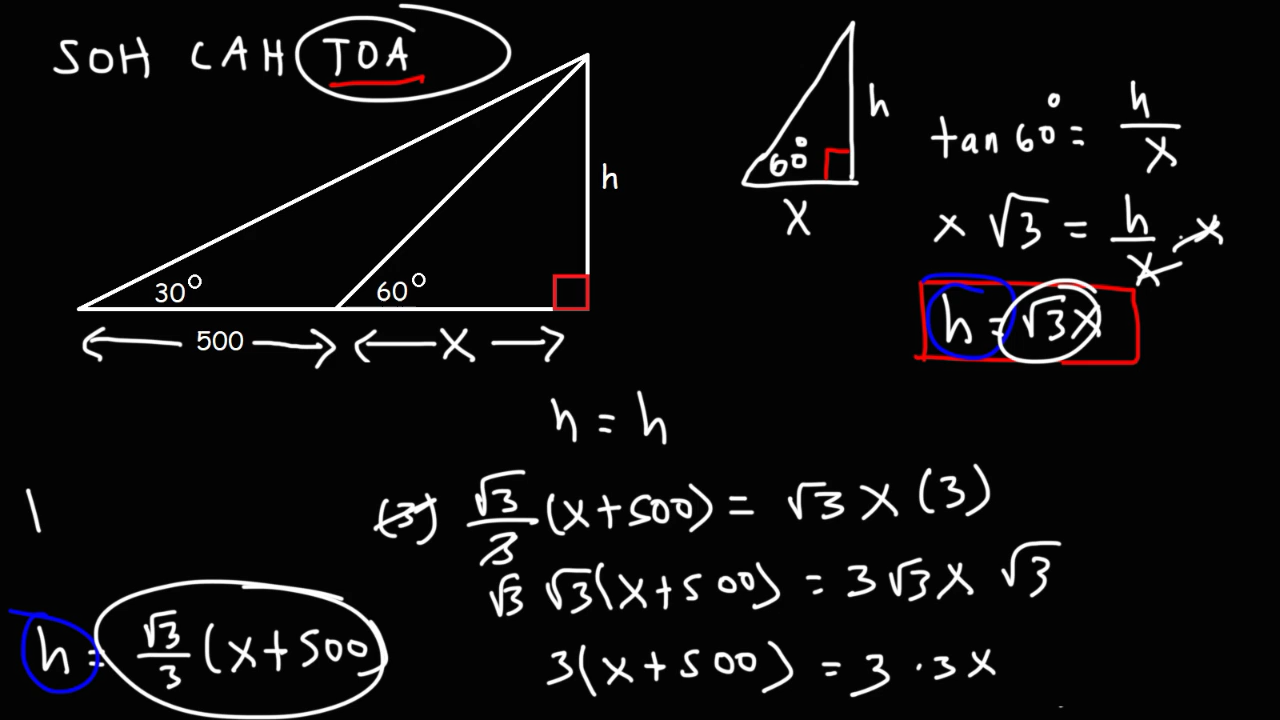 SOH CAH TOA
h
30°
60°
500
X
60°
h
X
tan 60° = h/x
x √3 = h/x · x
h = √3x
h = h
(3) √3/3 (x+500) = √3 x (3)
√3 √3(x+500) = 3√3x √3
3(x+500) = 3 · 3x
h = √3/3 (x+500)